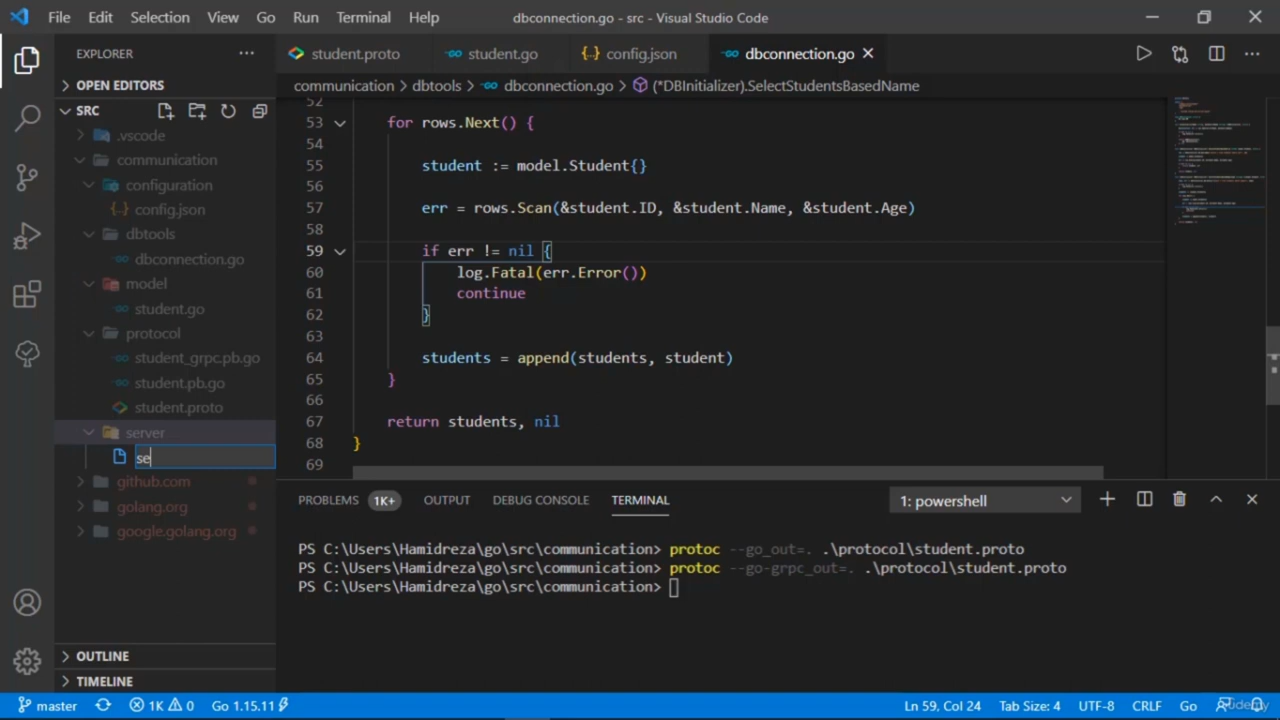 File Edit Selection View Go Run Terminal Help
dbconnection.go - src - Visual Studio Code
EXPLORER
student.proto student.go config.json dbconnection.go
OPEN EDITORS
communication > dbtools > dbconnection.go > (*DBInitializer).SelectStudentsBasedName
SRC
.vscode
communication
configuration
config.json
dbtools
dbconnection.go
model
student.go
protocol
student_grpc.pb.go
student.pb.go
student.proto
server
se
github.com
golang.org
google.golang.org
OUTLINE
TIMELINE
52
53 for rows.Next() {
54
55 student := model.Student{}
56
57 err = rows.Scan(&student.ID, &student.Name, &student.Age)
58
59 if err != nil {
60 log.Fatal(err.Error())
61 continue
62 }
63
64 students = append(students, student)
65 }
66
67 return students, nil
68 }
69
PROBLEMS 1K+ OUTPUT DEBUG CONSOLE TERMINAL 1: powershell
PS C:\Users\Hamidreza\go\src\communication> protoc --go_out=. .\protocol\student.proto
PS C:\Users\Hamidreza\go\src\communication> protoc --go-grpc_out=. .\protocol\student.proto
PS C:\Users\Hamidreza\go\src\communication>
master 1K 0 Go 1.15.11 Ln 59, Col 24 Tab Size: 4 UTF-8 CRLF Go
Udemy